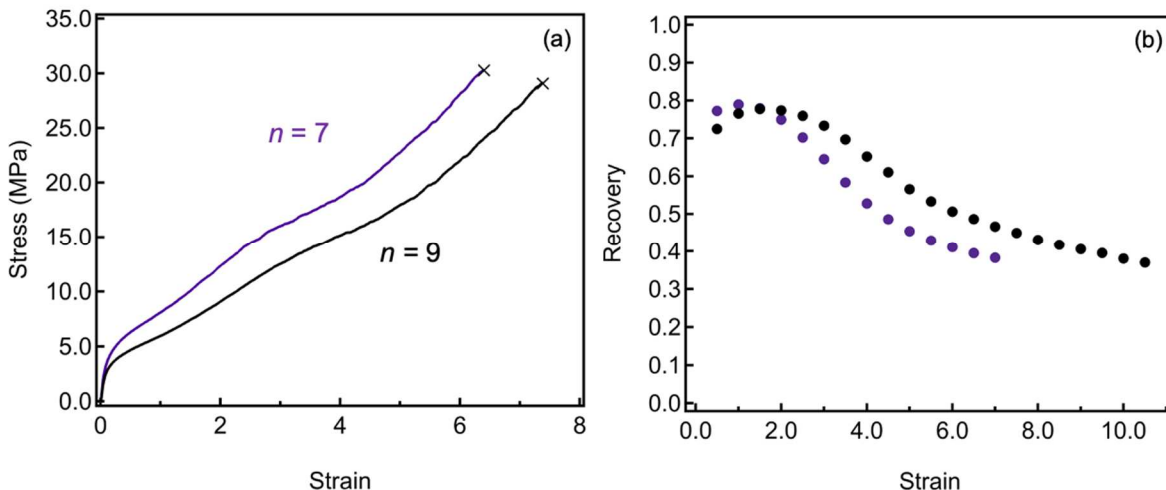 (a)
35.0
30.0
25.0
20.0
15.0
10.0
5.0
0.0
Stress (MPa)
n = 7
n = 9
0 2 4 6 8
Strain
(b)
1.0
0.9
0.8
0.7
0.6
0.5
0.4
0.3
0.2
0.1
0.0
Recovery
0.0 2.0 4.0 6.0 8.0 10.0
Strain